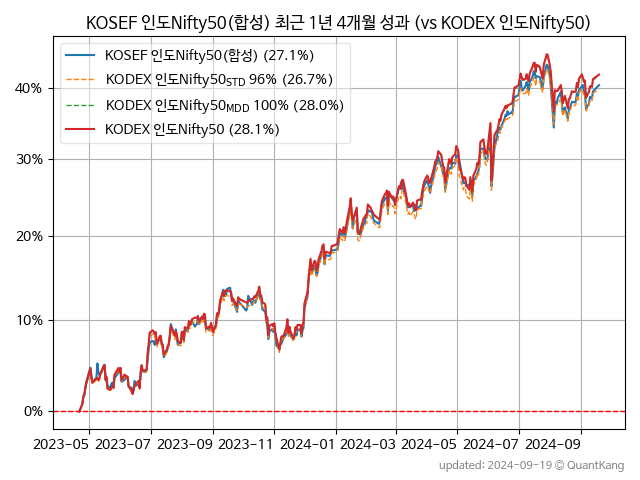 KOSEF 인도Nifty50(합성) 최근 1년 4개월 성과 (vs KODEX 인도Nifty50)
KOSEF 인도Nifty50(합성) (27.1%)
KODEX 인도Nifty50STD 96% (26.7%)
KODEX 인도Nifty50MDD 100% (28.0%)
KODEX 인도Nifty50 (28.1%)
40%
30%
20%
10%
0%
2023-05 2023-07 2023-09 2023-11 2024-01 2024-03 2024-05 2024-07 2024-09
updated: 2024-09-19 © QuantKang